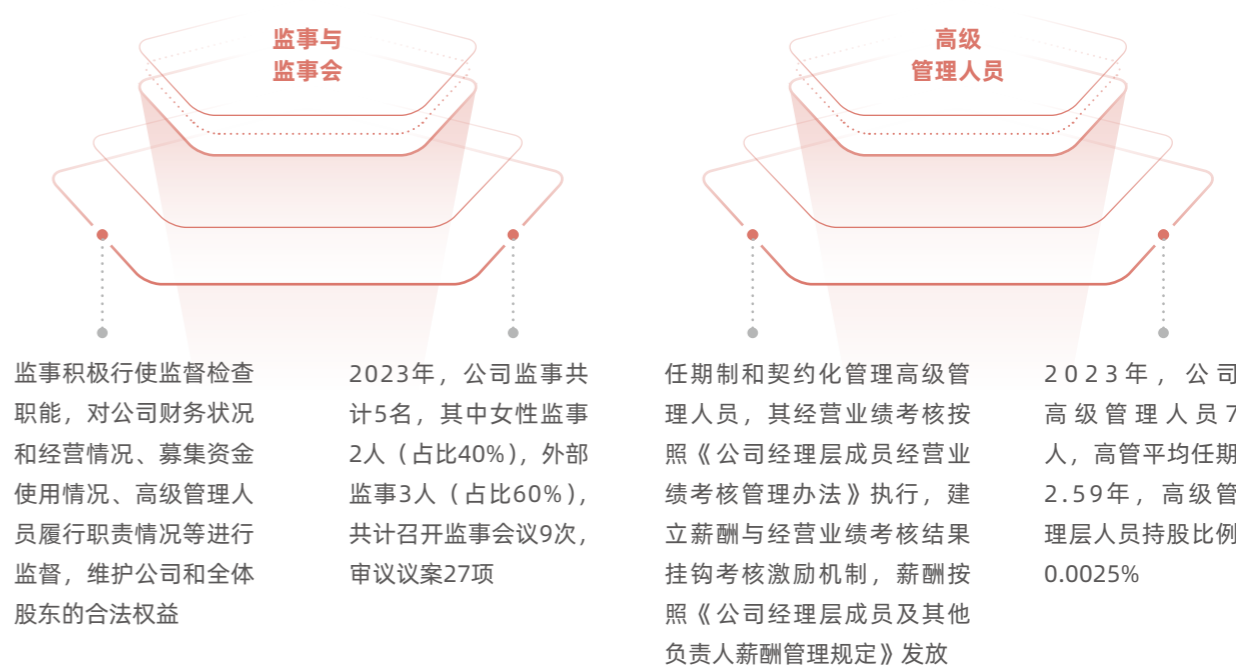 监事与
监事会
监事积极行使监督检查
职能，对公司财务状况
和经营情况、募集资金
使用情况、高级管理人
员履行职责情况等进行
监督，维护公司和全体
股东的合法权益
2023年，公司监事共
计5名，其中女性监事
2人（占比40%），外部
监事3人（占比60%），
共计召开监事会议9次，
审议议案27项
高级
管理人员
任期制和契约化管理高级管
理人员，其经营业绩考核按
照《公司经理层成员经营业
绩考核管理办法》执行，建
立薪酬与经营业绩考核结果
挂钩考核激励机制，薪酬按
照《公司经理层成员及其他
负责人薪酬管理规定》发放
2023年，公司
高级管理人员7
人，高管平均任期
2.59年，高级管
理层人员持股比例
0.0025%